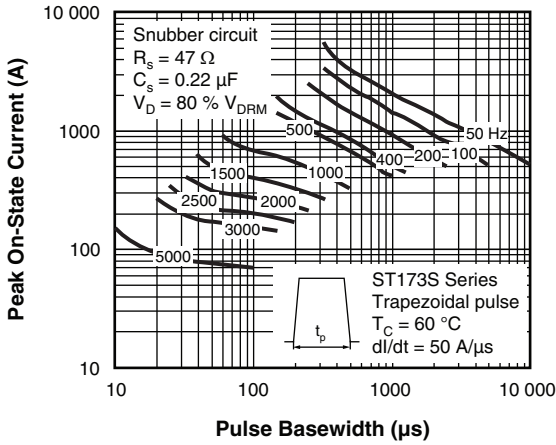 10 000
Snubber circuit
Rs = 47 Ω
Cs = 0.22 µF
VD = 80 % VDRM
1000
100
10
Peak On-State Current (A)
50 Hz
100
200
400
500
1000
1500
2000
2500
3000
5000
ST173S Series
Trapezoidal pulse
TC = 60 °C
dI/dt = 50 A/µs
tp
10
100
1000
10 000
Pulse Basewidth (µs)